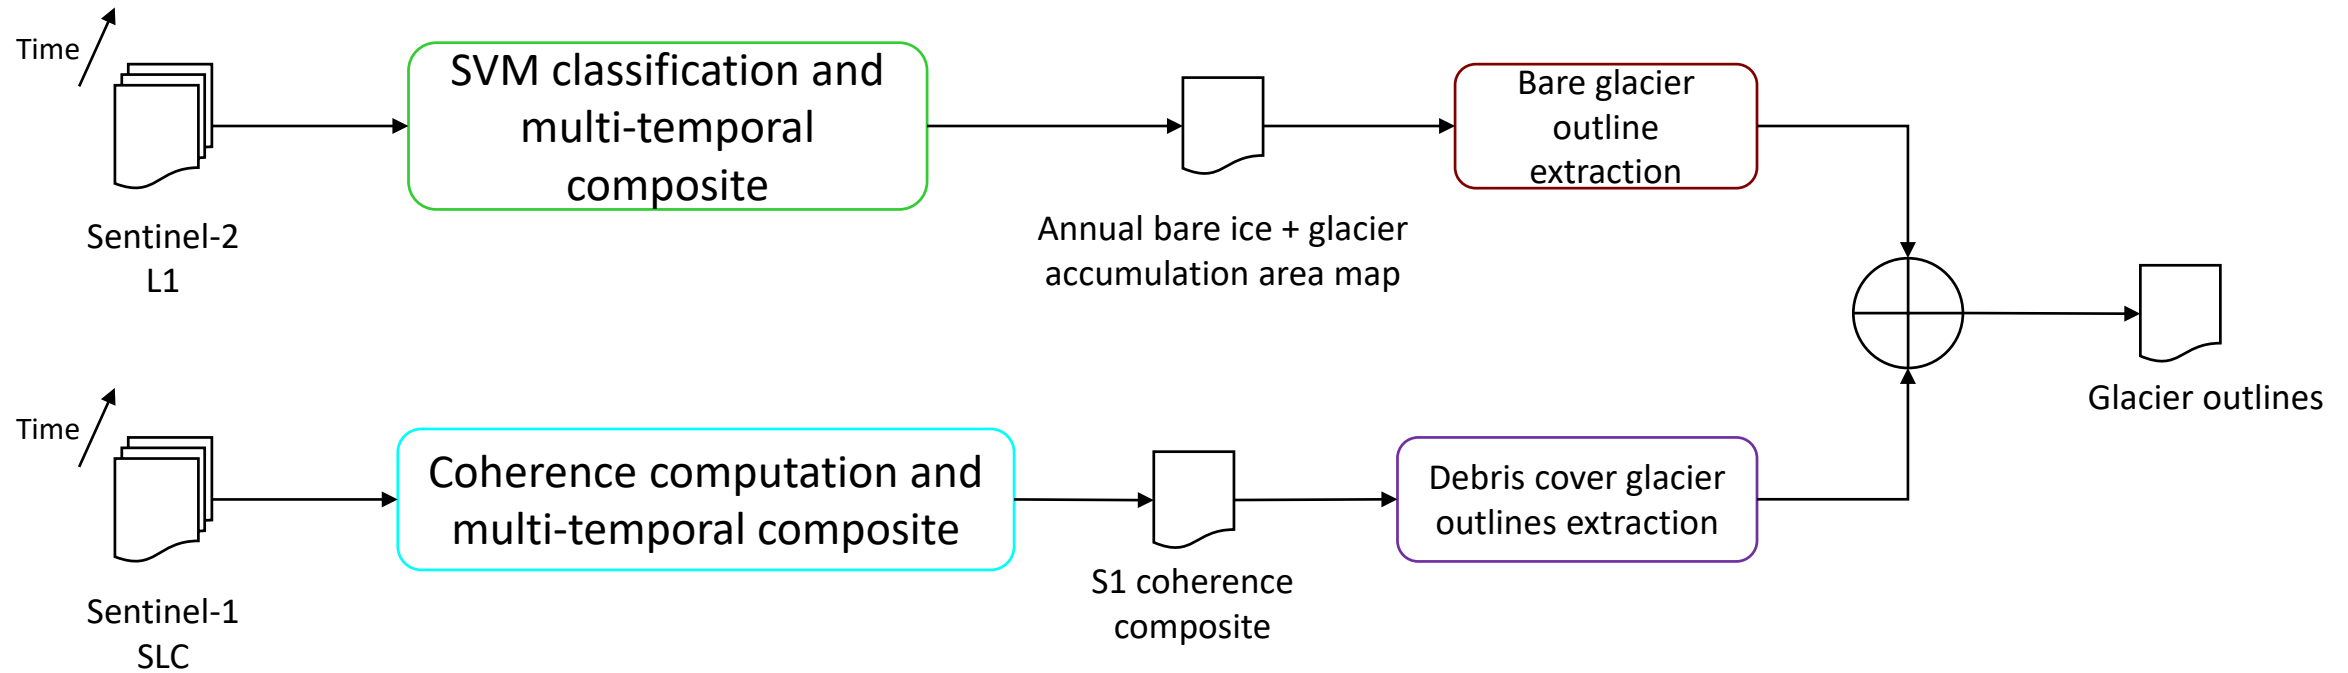 Time
SVM classification and
multi-temporal
composite
Sentinel-2
L1
Annual bare ice + glacier
accumulation area map
Bare glacier
outline
extraction
Glacier outlines
Time
Coherence computation and
multi-temporal composite
Sentinel-1
SLC
S1 coherence
composite
Debris cover glacier
outlines extraction